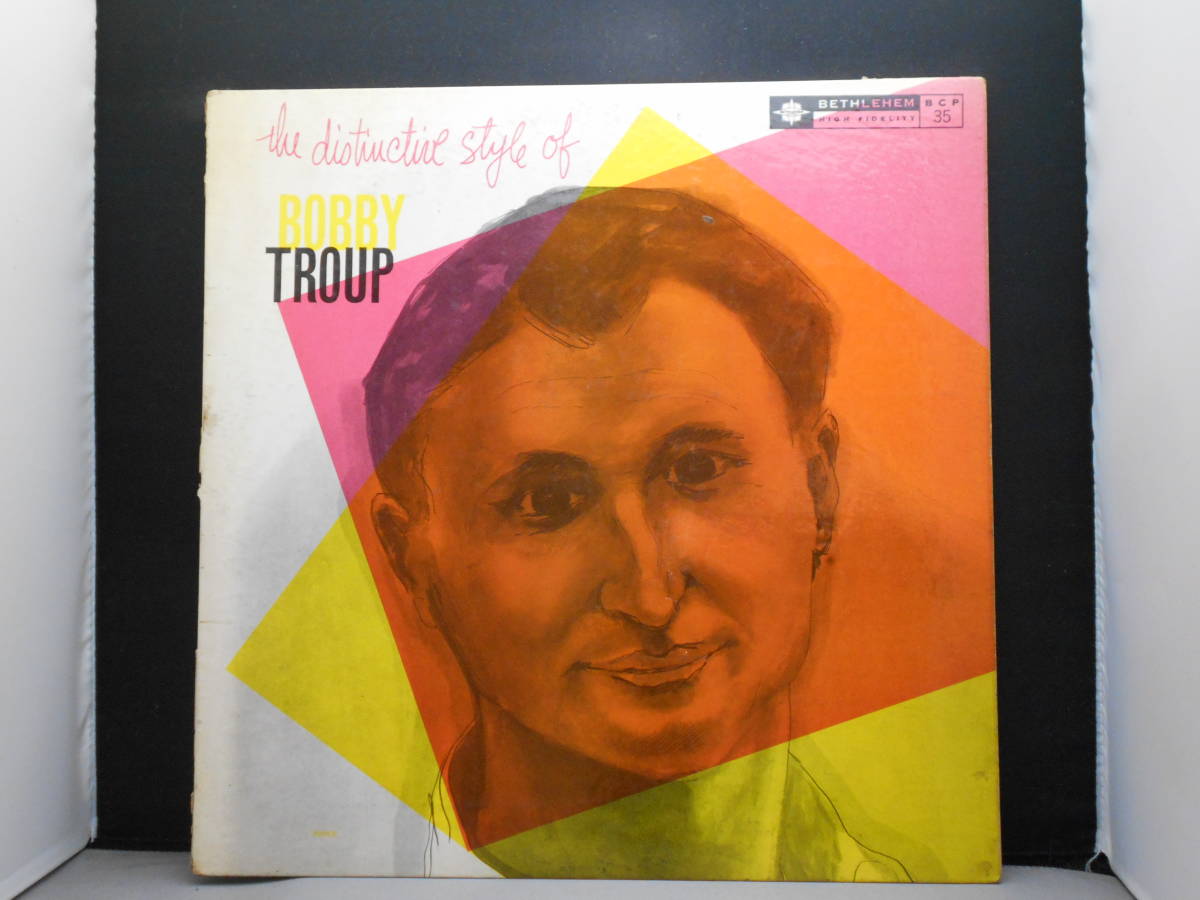 the distinctive style of
BOBBY
TROUP
BETHLEHEM
HIGH FIDELITY
BCP
35